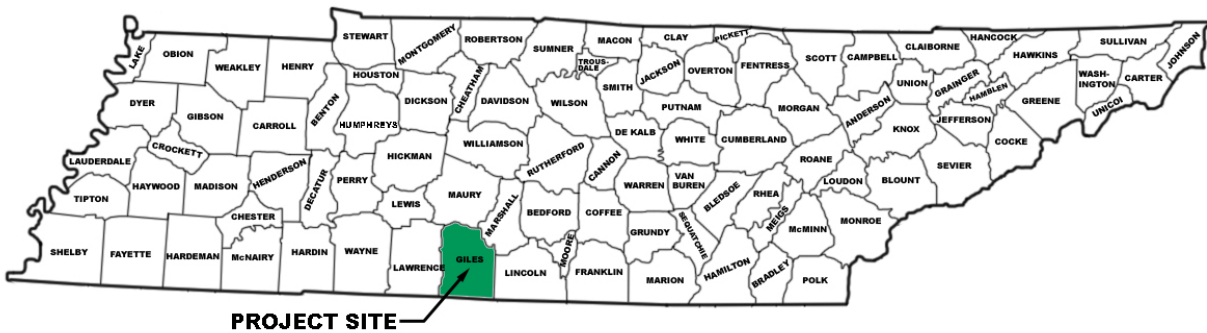 STEWART
MONTGOMERY
ROBERTSON
SUMNER
MACON
CLAY
PICKETT
LAKE
OBION
WEAKLEY
HENRY
HOUSTON
CHEATHAM
DAVIDSON
TROUS-
DALE
SMITH
JACKSON
OVERTON
FENTRESS
SCOTT
CAMPBELL
CLAIBORNE
HANCOCK
HAWKINS
SULLIVAN
JOHNSON
DYER
GIBSON
CARROLL
BENTON
HUMPHREYS
DICKSON
WILSON
PUTNAM
MORGAN
ANDERSON
UNION
GRAINGER
HAMBLEN
GREENE
WASH-
INGTON
CARTER
UNICOI
LAUDERDALE
CROCKETT
HICKMAN
WILLIAMSON
RUTHERFORD
CANNON
DE KALB
WHITE
CUMBERLAND
ROANE
KNOX
JEFFERSON
COCKE
SEVIER
TIPTON
HAYWOOD
MADISON
HENDERSON
DECATUR
PERRY
LEWIS
MAURY
MARSHALL
BEDFORD
COFFEE
WARREN
VAN
BUREN
BLEDSOE
RHEA
MEIGS
LOUDON
BLOUNT
MONROE
McMINN
SHELBY
FAYETTE
HARDEMAN
CHESTER
McNAIRY
HARDIN
WAYNE
LAWRENCE
GILES
LINCOLN
MOORE
FRANKLIN
GRUNDY
SEQUATCHIE
MARION
HAMILTON
BRADLEY
POLK
PROJECT SITE